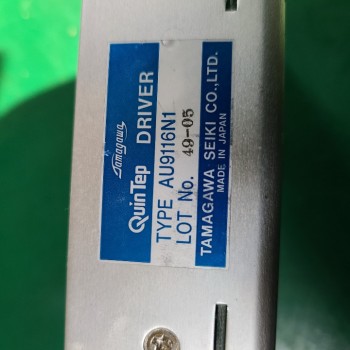 Tamagawa
QuinTep DRIVER
TYPE AU9116N1
LOT No. 49-05
TAMAGAWA SEIKI CO.,LTD.
MADE IN JAPAN